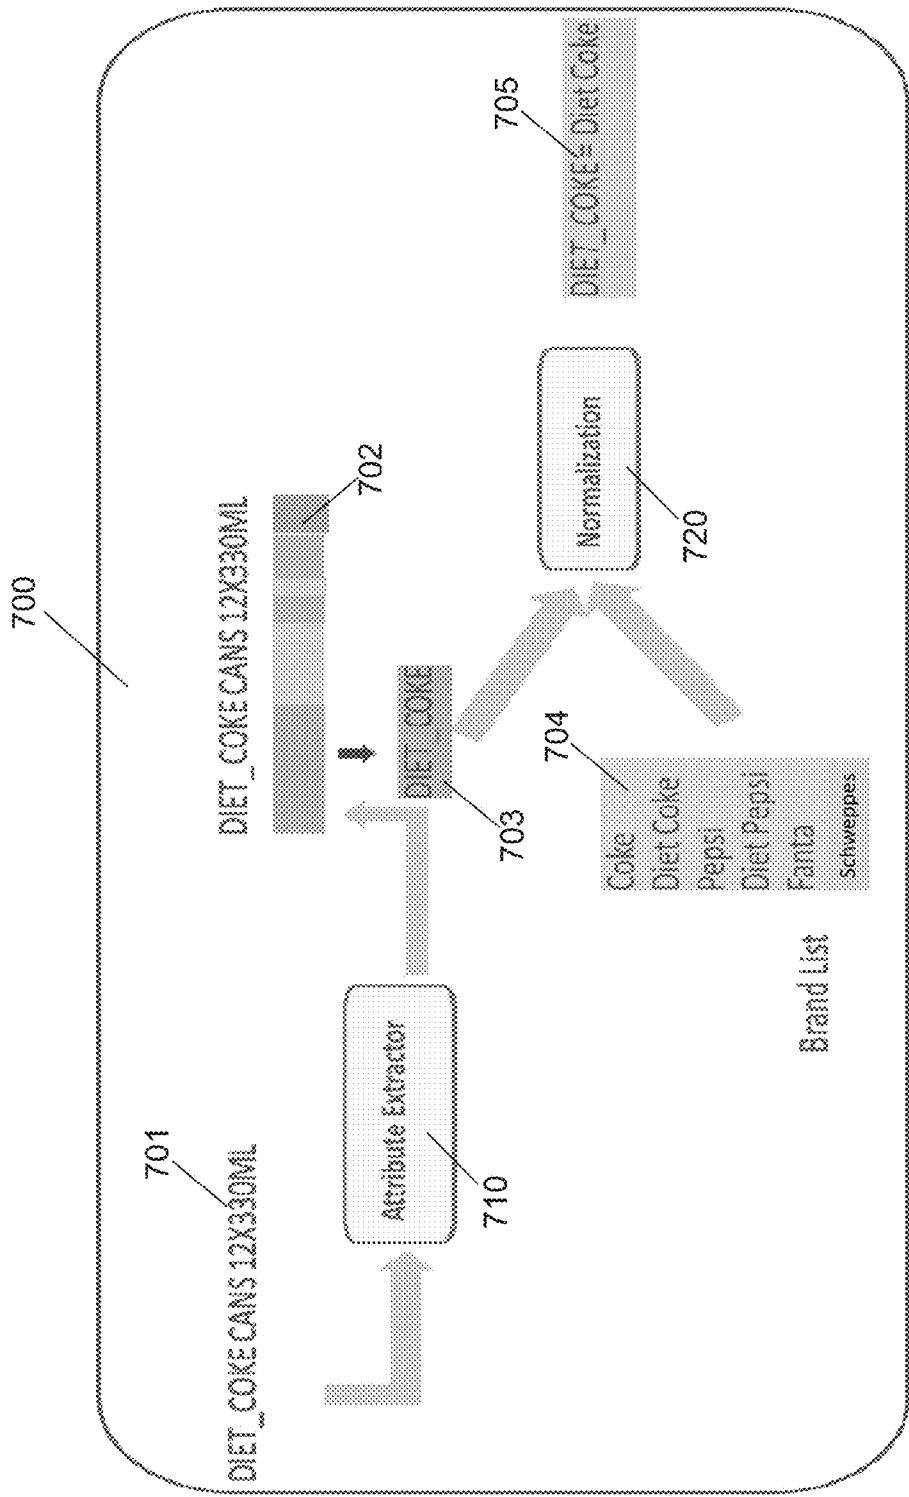 700
701
DIET_COKE CANS 12X330ML
DIET_COKE CANS 12X330ML
702
Attribute Extractor
710
DIET_COKE
703
704
Coke
Diet Coke
Pepsi
Diet Pepsi
Fanta
Schweppes
Brand List
Normalization
720
705
DIET_COKE = Diet Coke